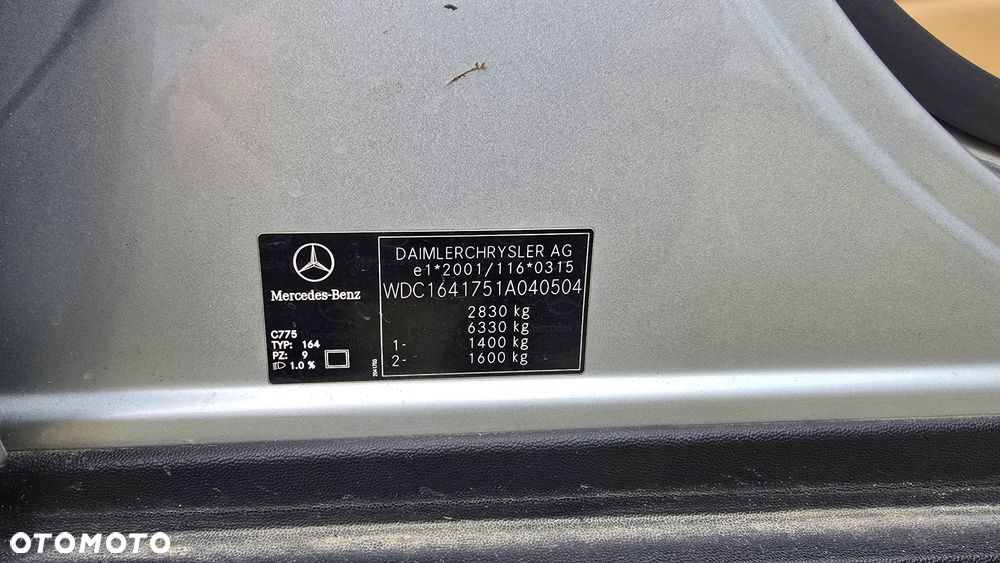 Mercedes-Benz
C775
TYP: 164
PZ: 9
1.0 %
DAIMLERCHRYSLER AG
e1*2001/116*0315
WDC1641751A040504
2830 kg
6330 kg
1- 1400 kg
2- 1600 kg
OTOMOTO